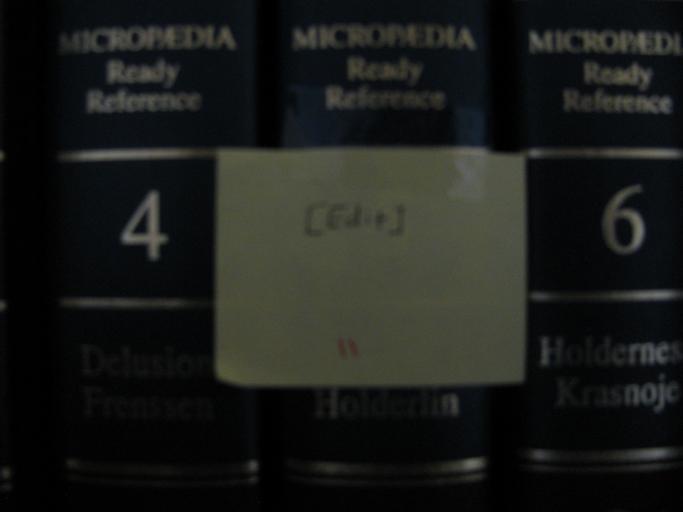 MICROPÆDIA
Ready
Reference
4
Delusion
Frenssen
MICROPÆDIA
Ready
Reference
[Edit]
Holderlin
MICROPÆDI
Ready
Reference
6
Holdernes
Krasnoje